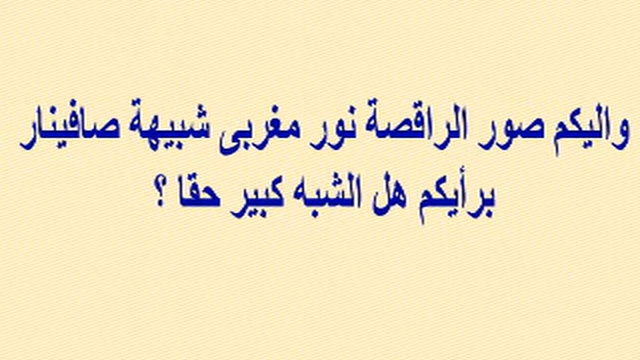 واليكم صور الراقصة نور مغربى شبيهة صافينار
برأيكم هل الشبه كبير حقا ؟